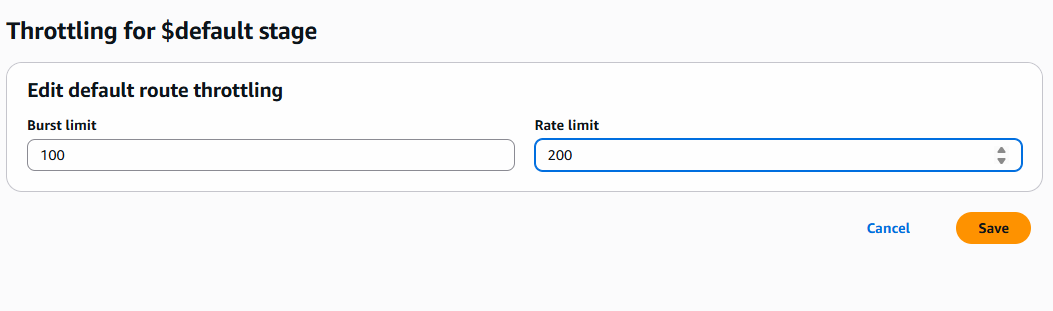 Throttling for $default stage
Edit default route throttling
Burst limit
100
Rate limit
200
Cancel
Save